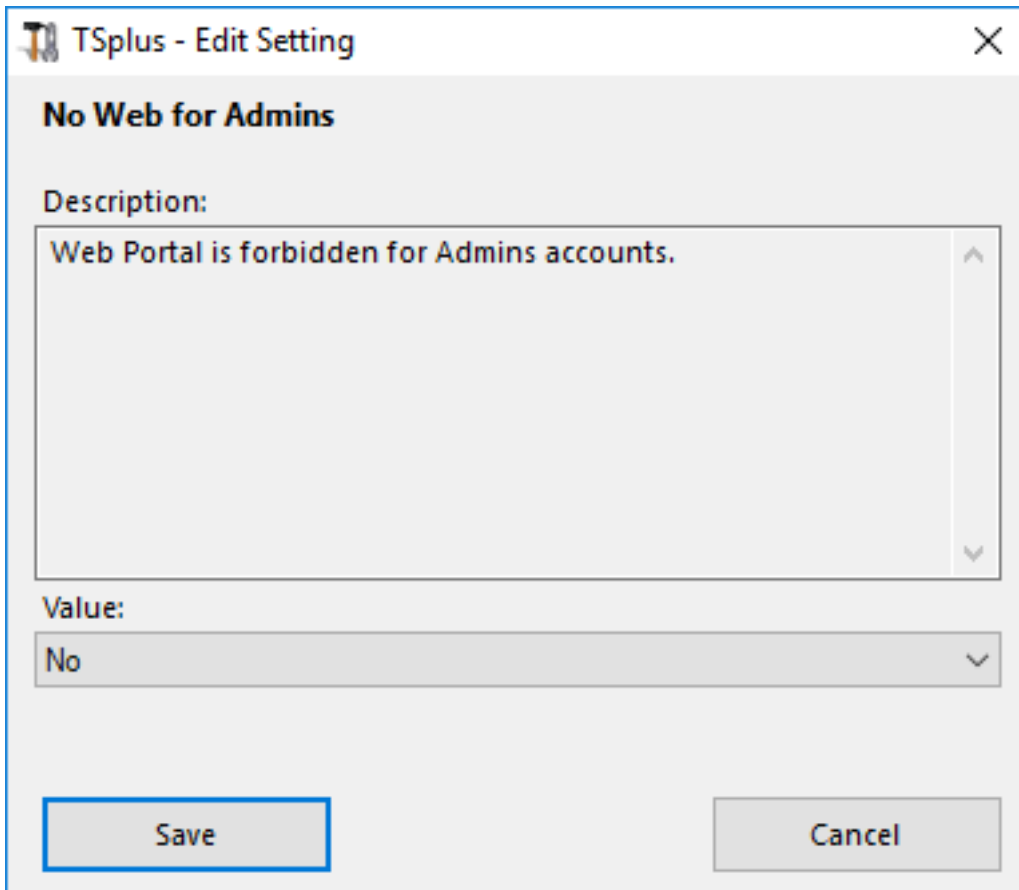 TSplus - Edit Setting
No Web for Admins
Description:
Web Portal is forbidden for Admins accounts.
Value:
No
Save
Cancel